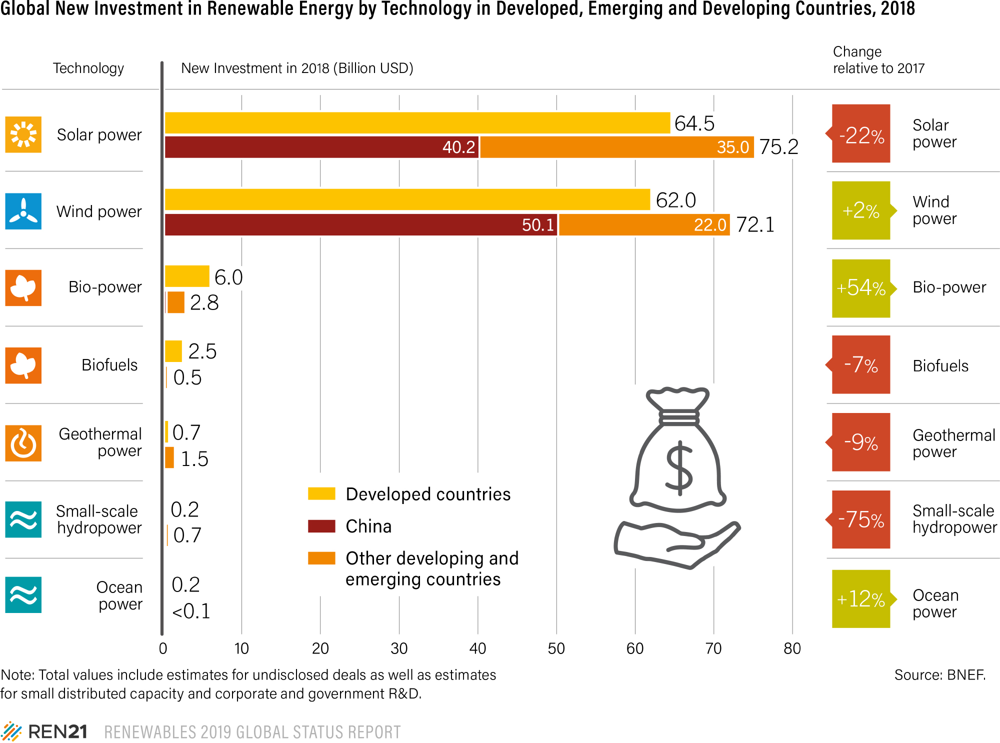 Global New Investment in Renewable Energy by Technology in Developed, Emerging and Developing Countries, 2018
Technology
New Investment in 2018 (Billion USD)
Change
relative to 2017
Solar power
64.5
40.2
35.0
75.2
-22%
Solar
power
Wind power
62.0
50.1
22.0
72.1
+2%
Wind
power
Bio-power
6.0
2.8
+54%
Bio-power
Biofuels
2.5
0.5
-7%
Biofuels
Geothermal
power
0.7
1.5
-9%
Geothermal
power
Small-scale
hydropower
0.2
0.7
-75%
Small-scale
hydropower
Ocean
power
0.2
<0.1
+12%
Ocean
power
$
Developed countries
China
Other developing and
emerging countries
0 10 20 30 40 50 60 70 80
Note: Total values include estimates for undisclosed deals as well as estimates
for small distributed capacity and corporate and government R&D.
Source: BNEF.
REN21 RENEWABLES 2019 GLOBAL STATUS REPORT